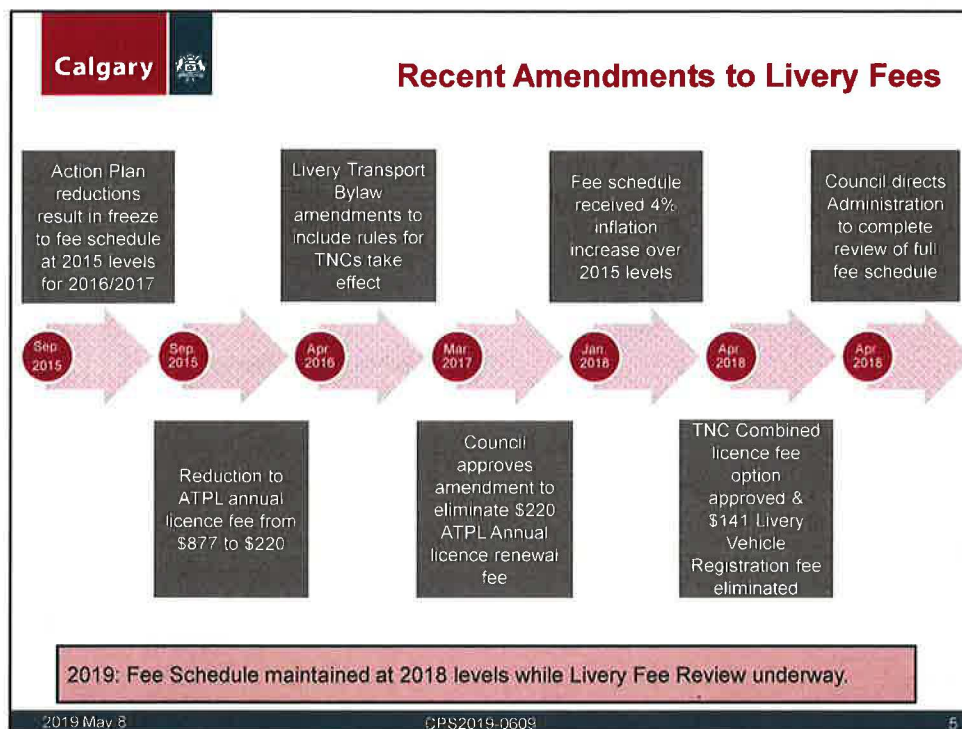 Calgary
Recent Amendments to Livery Fees
Action Plan
reductions
result in freeze
to fee schedule
at 2015 levels
for 2016/2017
Livery Transport
Bylaw
amendments to
include rules for
TNCs take
effect
Fee schedule
received 4%
inflation
increase over
2015 levels
Council directs
Administration
to complete
review of full
fee schedule
Sep.
2015
Sep.
2015
Apr.
2016
Mar.
2017
Jan.
2018
Apr.
2018
Apr.
2018
Reduction to
ATPL annual
licence fee from
$877 to $220
Council
approves
amendment to
eliminate $220
ATPL Annual
licence renewal
fee
TNC Combined
licence fee
option
approved &
$141 Livery
Vehicle
Registration fee
eliminated
2019: Fee Schedule maintained at 2018 levels while Livery Fee Review underway.
2019 May 8
CPS2019-0609
5